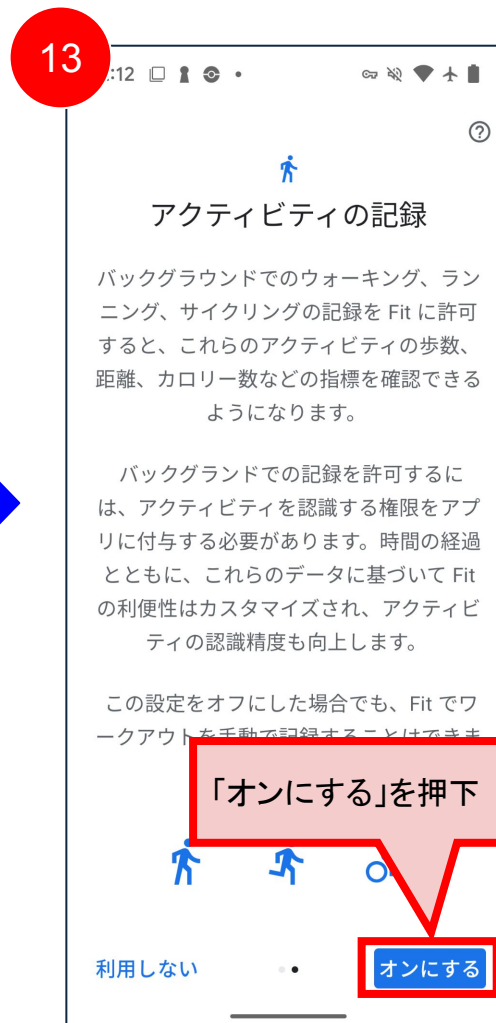 13
:12
アクティビティの記録
バックグラウンドでのウォーキング、ラン
ニング、サイクリングの記録を Fit に許可
すると、これらのアクティビティの歩数、
距離、カロリー数などの指標を確認できる
ようになります。
バックグランドでの記録を許可するに
は、アクティビティを認識する権限をアプ
リに付与する必要があります。時間の経過
とともに、これらのデータに基づいて Fit
の利便性はカスタマイズされ、アクティビ
ティの認識精度も向上します。
この設定をオフにした場合でも、Fit でワ
ークアウトを手動で記録することはできま
「オンにする」を押下
利用しない
オンにする